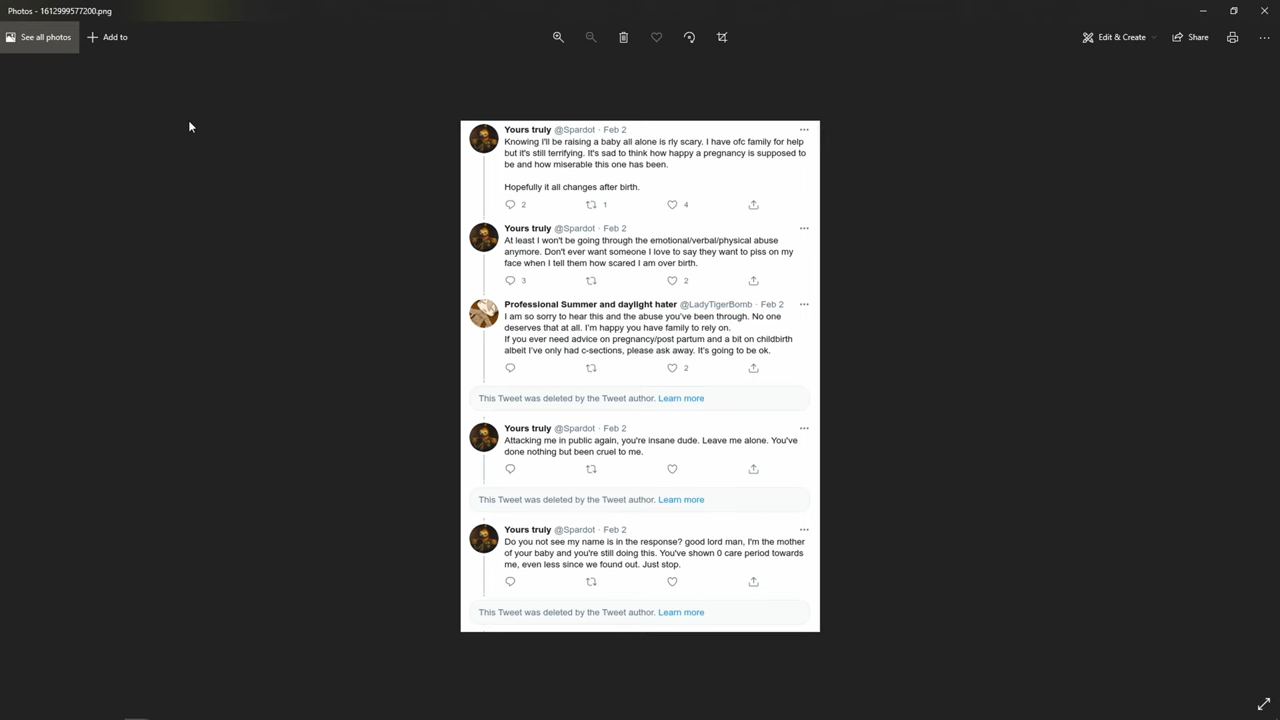 Photos - 1612999577200.png
See all photos
Add to
Edit & Create
Share
Yours truly @Spardot · Feb 2
Knowing I'll be raising a baby all alone is rly scary. I have ofc family for help
but it's still terrifying. It's sad to think how happy a pregnancy is supposed to
be and how miserable this one has been.
Hopefully it all changes after birth.
2 1 4
Yours truly @Spardot · Feb 2
At least I won't be going through the emotional/verbal/physical abuse
anymore. Don't ever want someone I love to say they want to piss on my
face when I tell them how scared I am over birth.
3 2
Professional Summer and daylight hater @LadyTigerBomb · Feb 2
I am so sorry to hear this and the abuse you've been through. No one
deserves that at all. I'm happy you have family to rely on.
If you ever need advice on pregnancy/post partum and a bit on childbirth
albeit I've only had c-sections, please ask away. It's going to be ok.
2
This Tweet was deleted by the Tweet author. Learn more
Yours truly @Spardot · Feb 2
Attacking me in public again, you're insane dude. Leave me alone. You've
done nothing but been cruel to me.
This Tweet was deleted by the Tweet author. Learn more
Yours truly @Spardot · Feb 2
Do you not see my name is in the response? good lord man, I'm the mother
of your baby and you're still doing this. You've shown 0 care period towards
me, even less since we found out. Just stop.
This Tweet was deleted by the Tweet author. Learn more